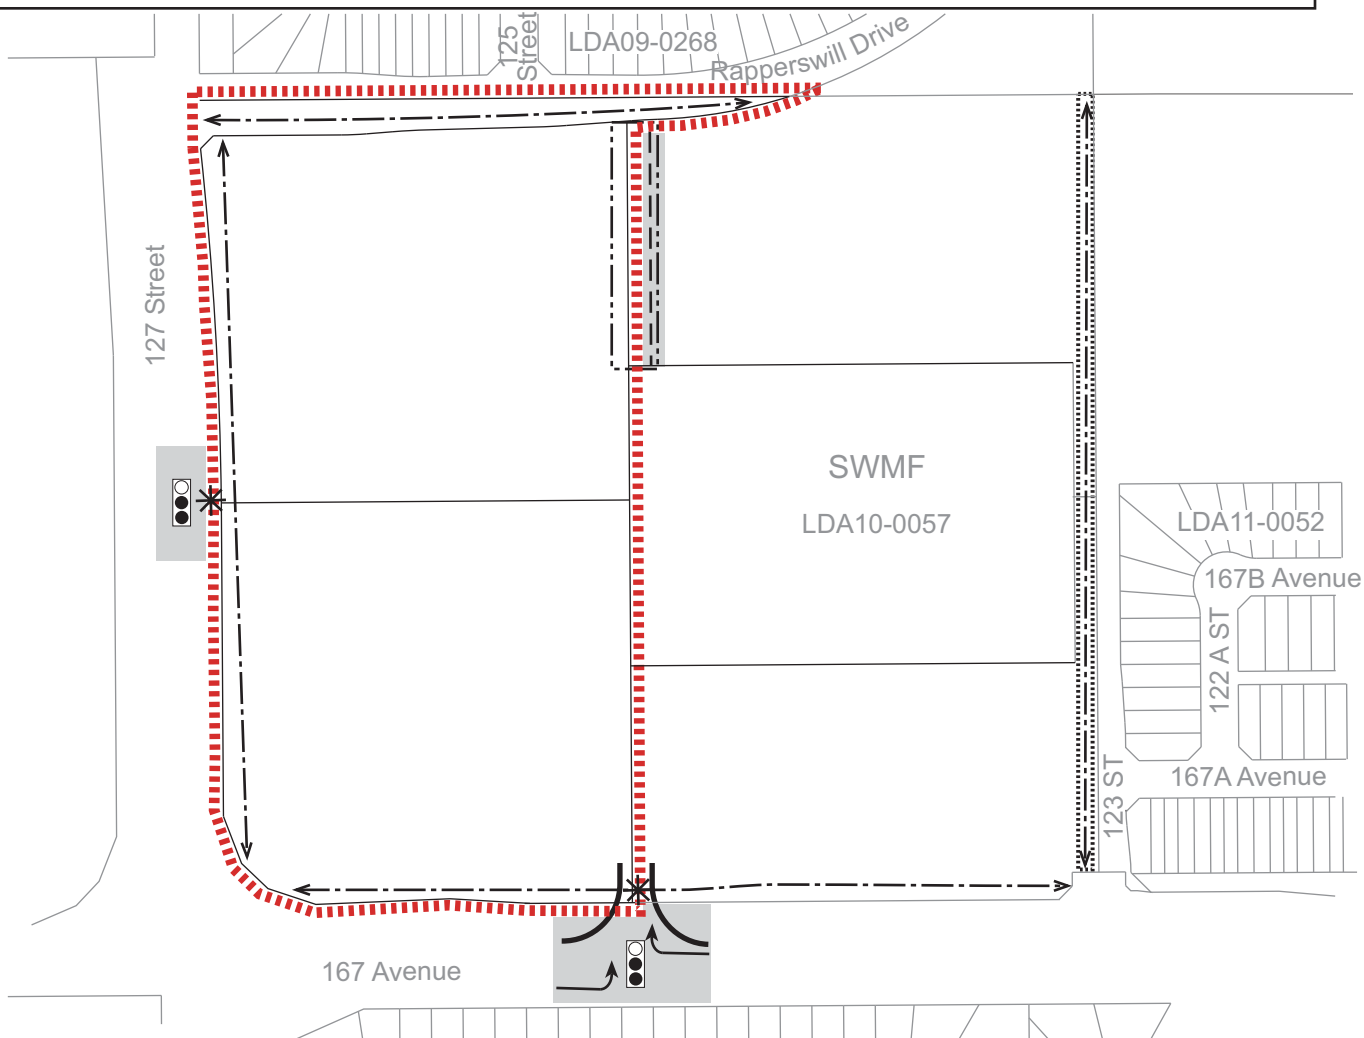 125
Street
LDA09-0268
Rapperswill Drive
127 Street
SWMF
LDA10-0057
LDA11-0052
167B Avenue
122 A ST
123 ST
167A Avenue
167 Avenue